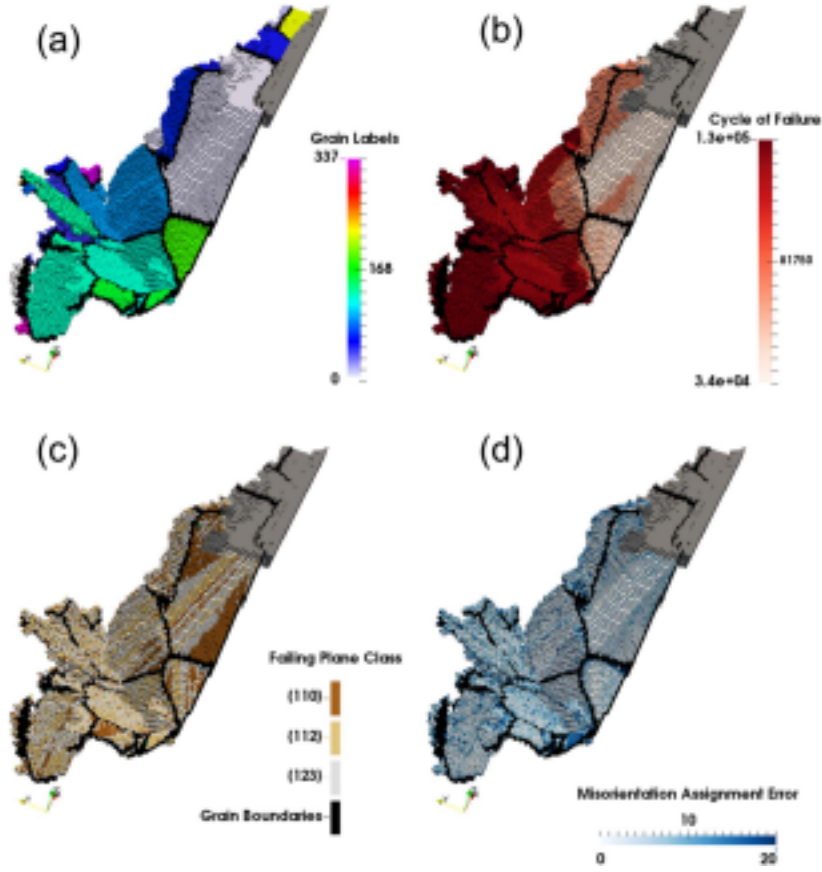 (a)
(b)
Grain Labels
337
168
0
Cycle of Failure
1.3e+05
81780
3.4e+04
(c)
(d)
Failing Plane Class
(110)
(112)
(123)
Grain Boundaries
Misorientation Assignment Error
10
0
20